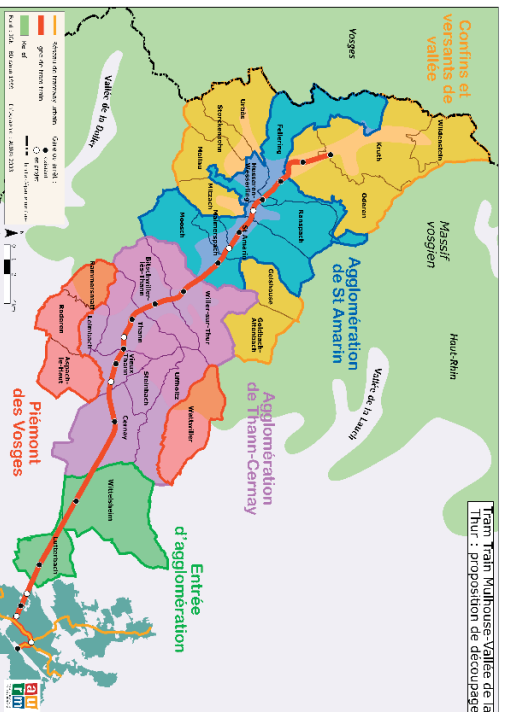 Tram Train Mulhouse-Vallée de la
Thur : proposition de découpage
Confins et
versants de
vallée
Vosges
Massif
vosgien
Haut-Rhin
Vallée de la Doller
Vallée de la Lauch
Agglomération
de St Amarin
Agglomération
de Thann-Cernay
Piémont
des Vosges
Entrée
d'agglomération
Wildenstein
Kruth
Oderen
Fellering
Urbès
Storckensohn
Mollau
Mitzach
Husseren-
Wesserling
Ranspach
St Amarin
Malmerspach
Moosch
Geishouse
Goldbach-
Altenbach
Willer-sur-Thur
Bitschwiller-
lès-Thann
Thann
Vieux
Thann
Leimbach
Rammersmatt
Roderen
Aspach-
le-Haut
Steinbach
Uffholtz
Wattwiller
Cernay
Wittelsheim
Lutterbach